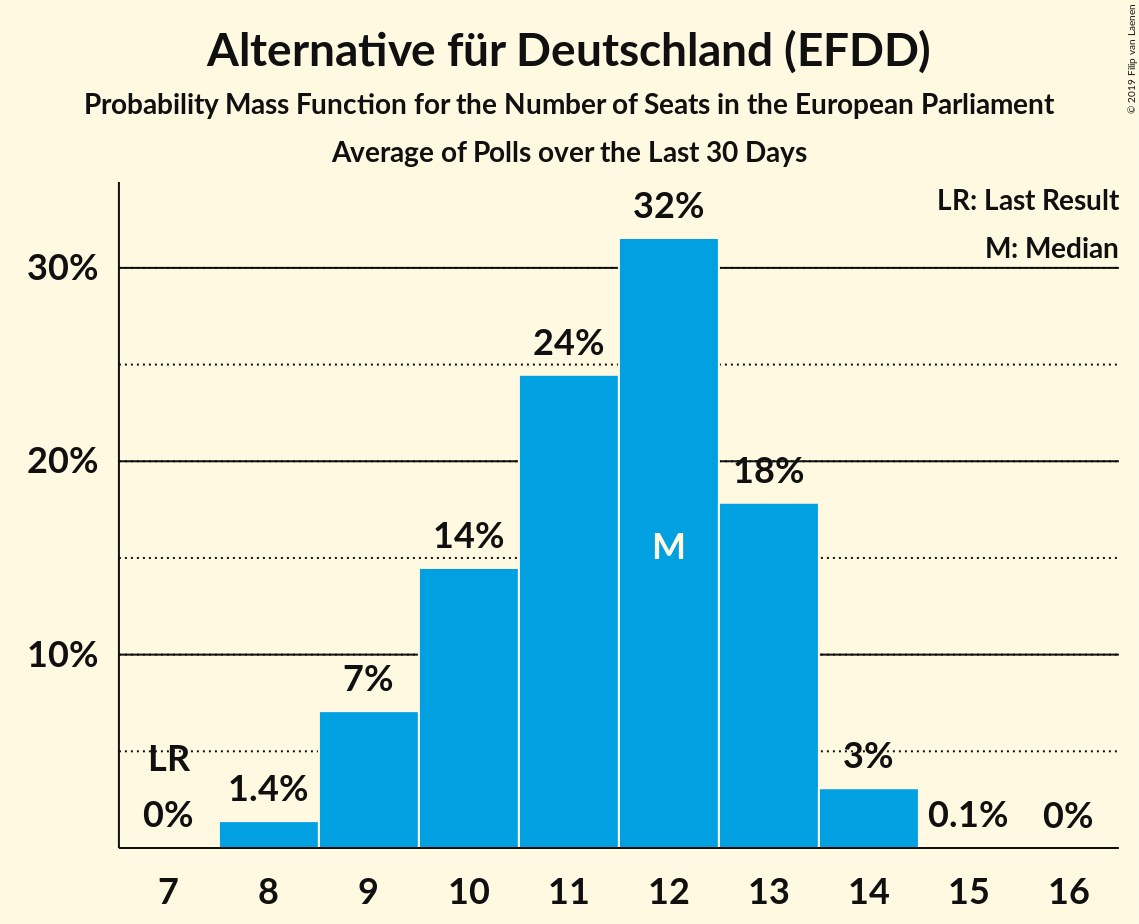 © 2019 Filip van Laenen
Alternative für Deutschland (EFDD)
Probability Mass Function for the Number of Seats in the European Parliament
Average of Polls over the Last 30 Days
LR: Last Result
M: Median
30%
20%
10%
LR
0%
1.4%
7%
14%
24%
32%
M
18%
3%
0.1%
0%
7 8 9 10 11 12 13 14 15 16